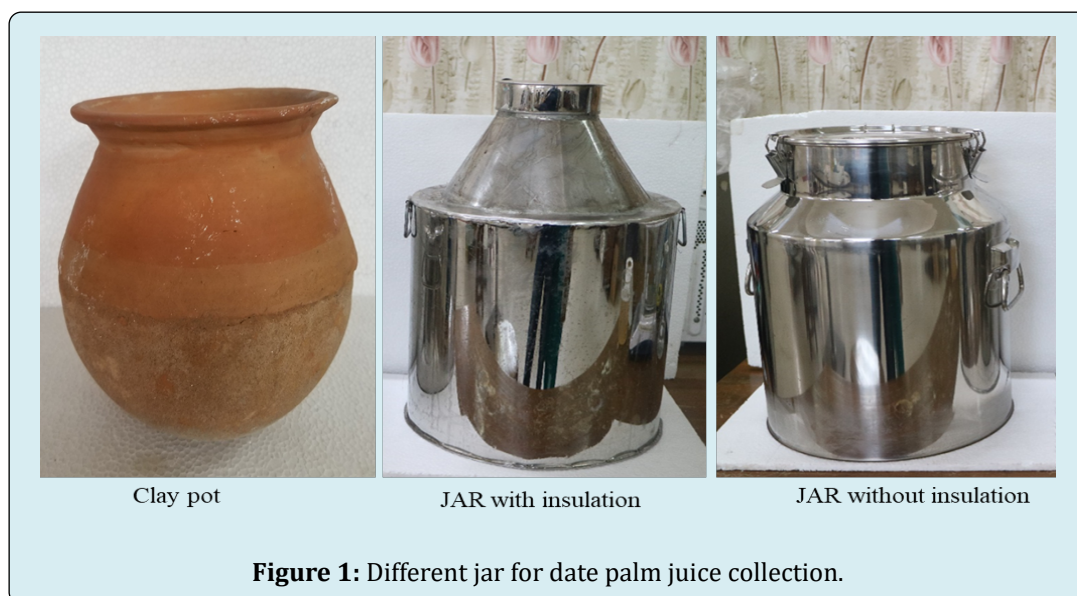 Clay pot
JAR with insulation
JAR without insulation
Figure 1: Different jar for date palm juice collection.